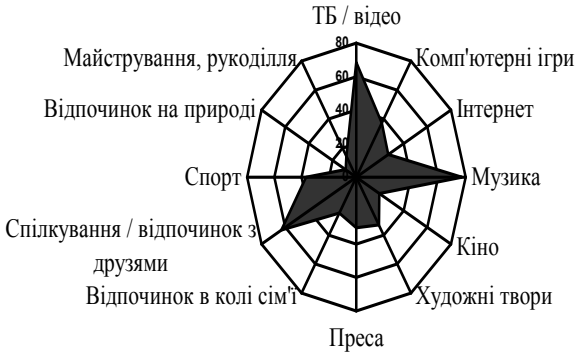 ТБ / відео
80
Майстрування, рукоділля
Комп'ютерні ігри
60
Відпочинок на природі
40
Інтернет
20
0
Спорт
Музика
Спілкування / відпочинок з
друзями
Кіно
Відпочинок в колі сім'ї
Художні твори
Преса